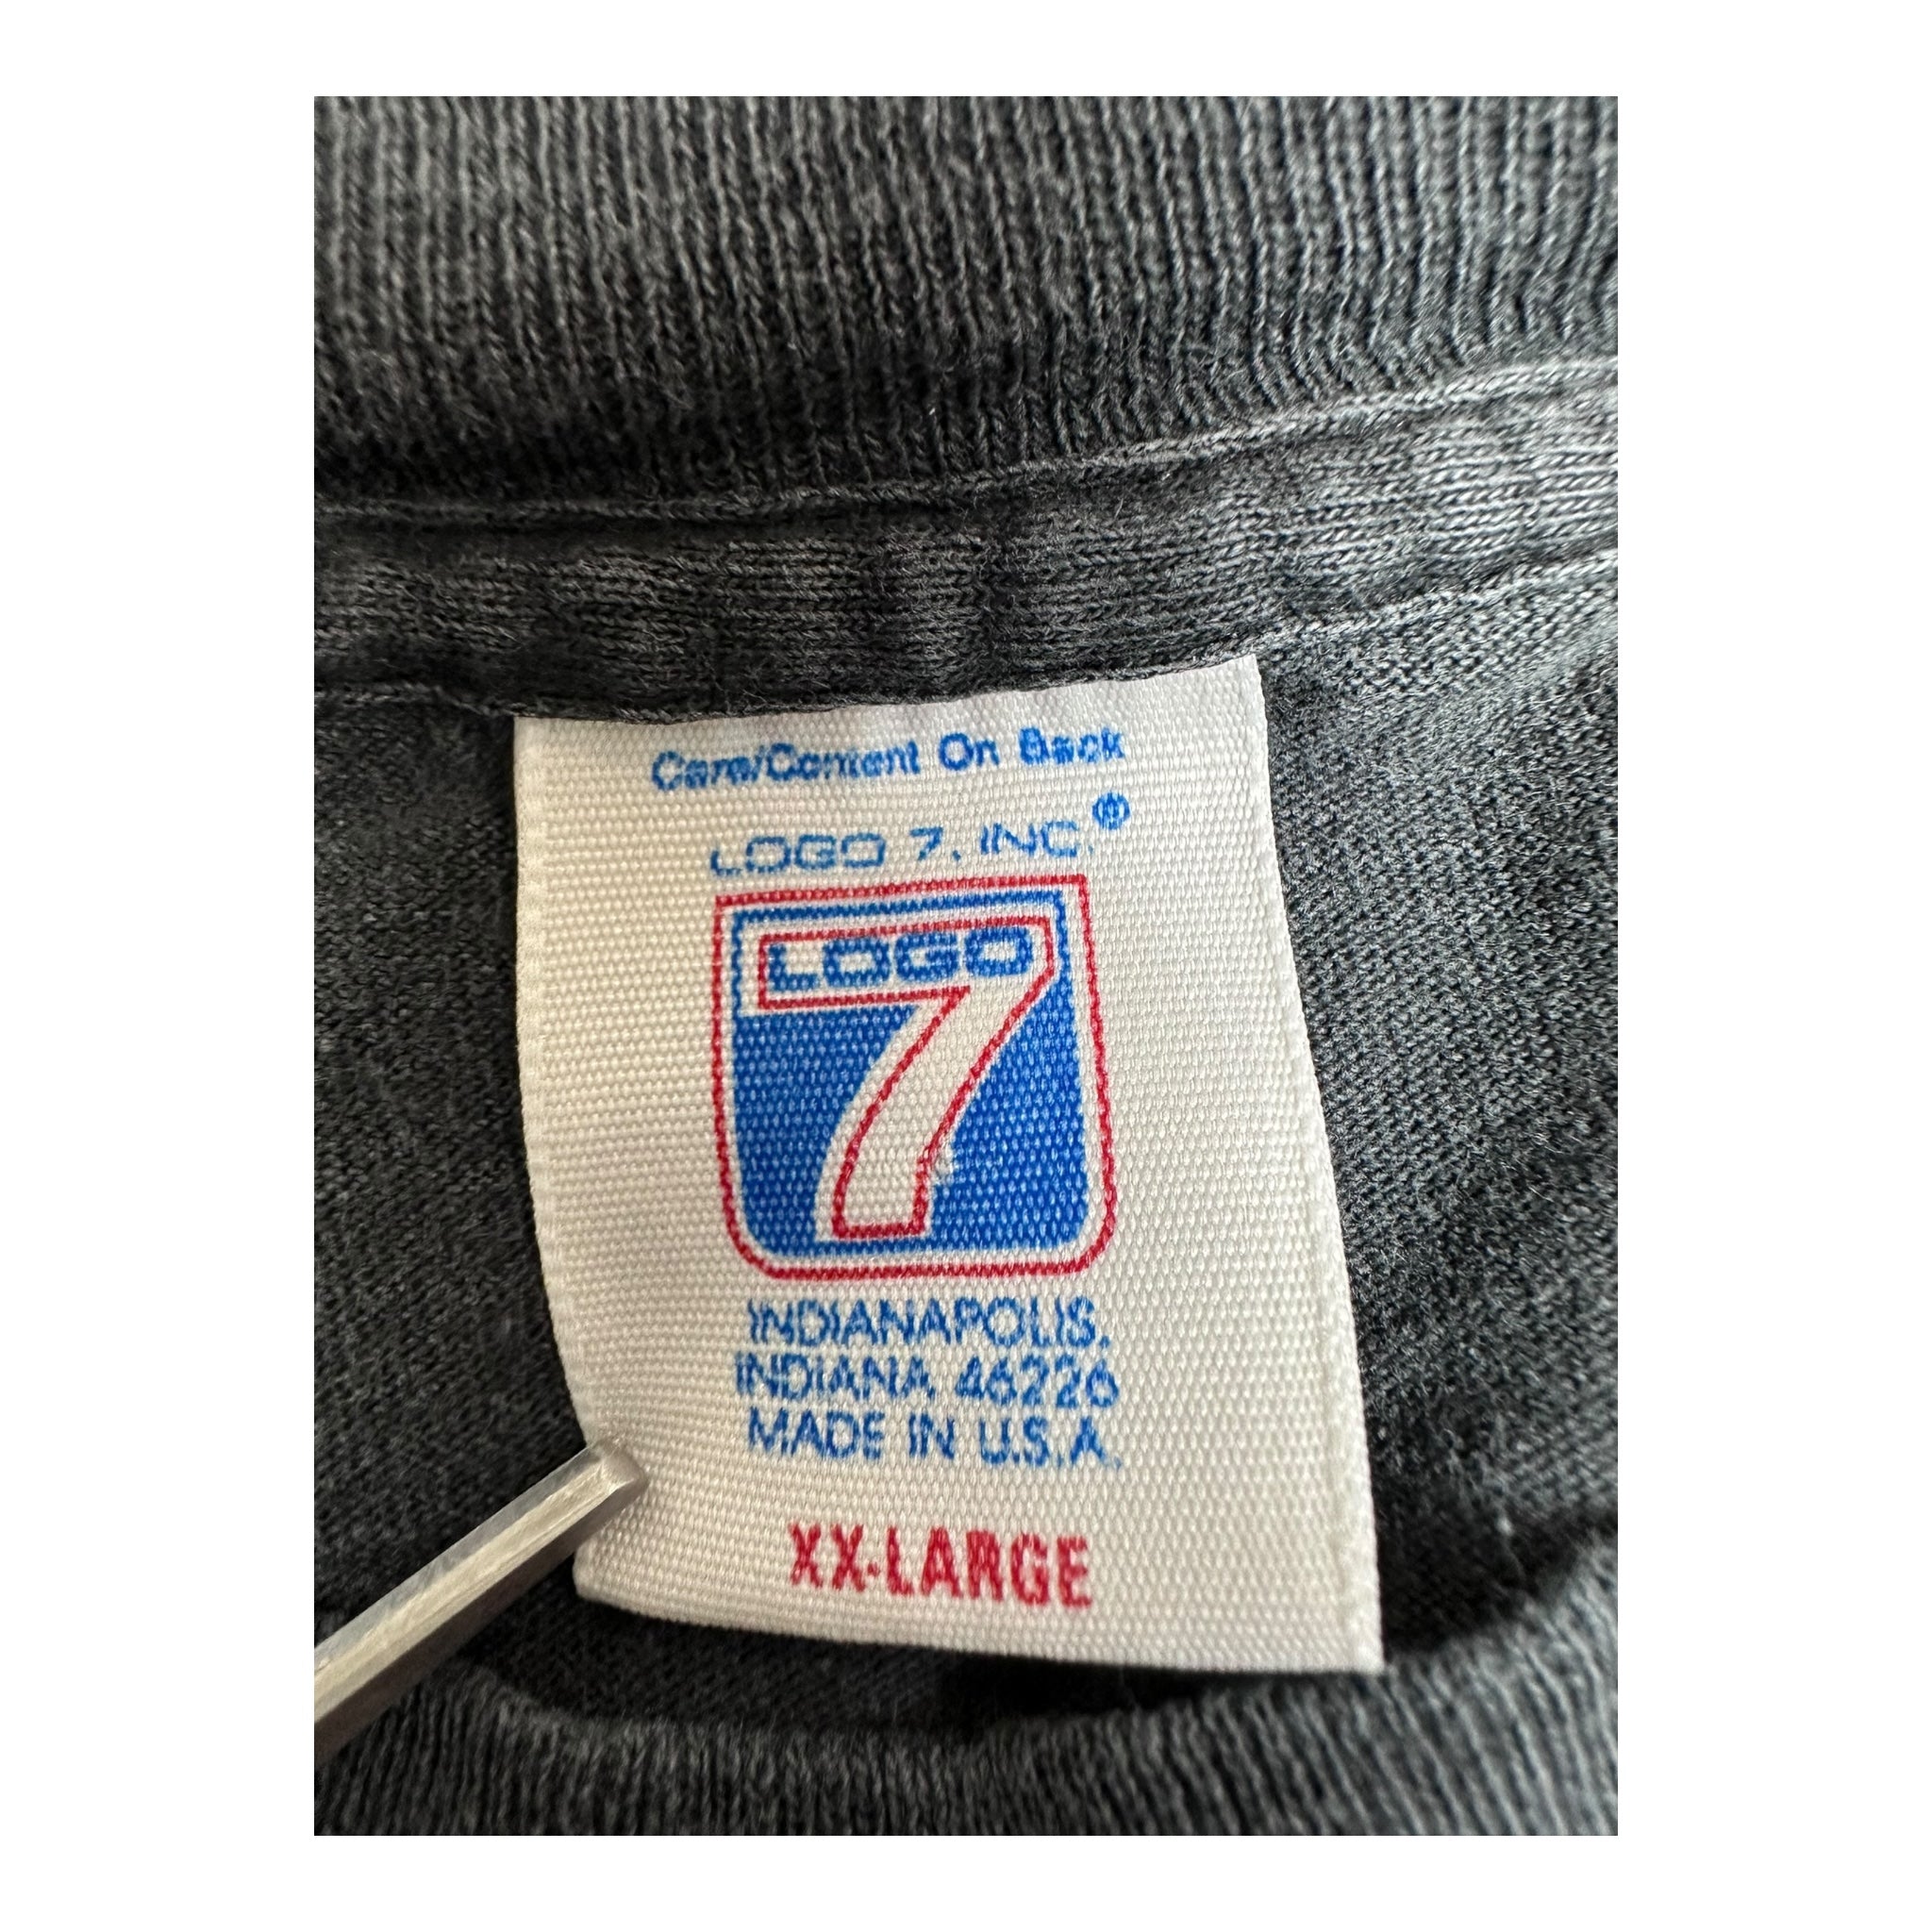 Care/Content On Back
LOGO 7, INC.®
LOGO
7
INDIANAPOLIS,
INDIANA 46226
MADE IN U.S.A.
XX-LARGE